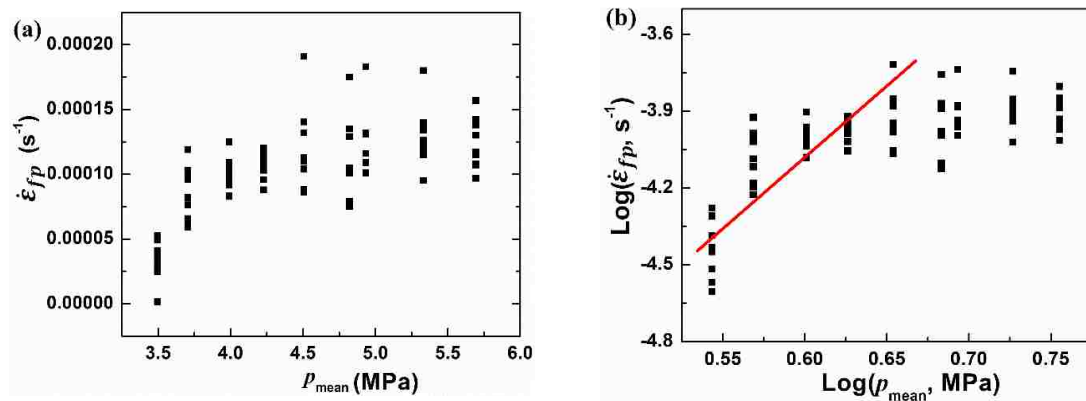 (a)
0.00020
0.00015
0.00010
0.00005
0.00000
ε̇fp (s-1)
3.5 4.0 4.5 5.0 5.5 6.0
pmean (MPa)
(b)
-3.6
-3.9
-4.2
-4.5
-4.8
Log(ε̇fp, s-1)
0.55 0.60 0.65 0.70 0.75
Log(pmean, MPa)